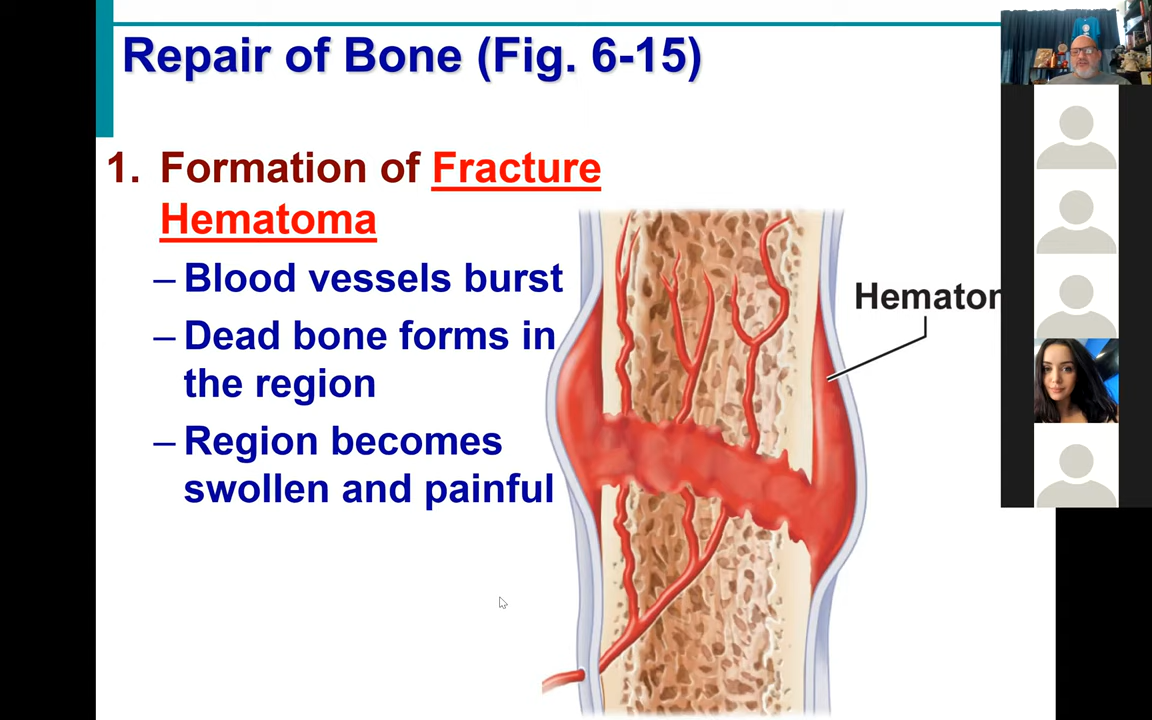 Repair of Bone (Fig. 6-15)
1. Formation of Fracture
Hematoma
– Blood vessels burst
– Dead bone forms in
the region
– Region becomes
swollen and painful
Hematon